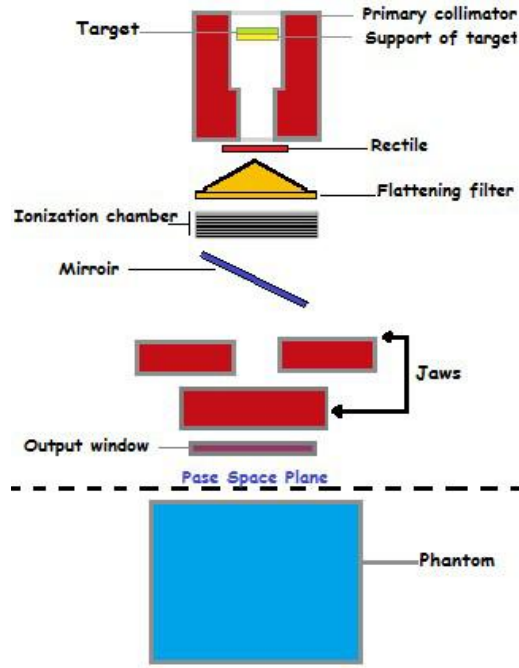 Primary collimator
Target
Support of target
Rectile
Flattening filter
Ionization chamber
Mirroir
Jaws
Output window
Pase Space Plane
Phantom